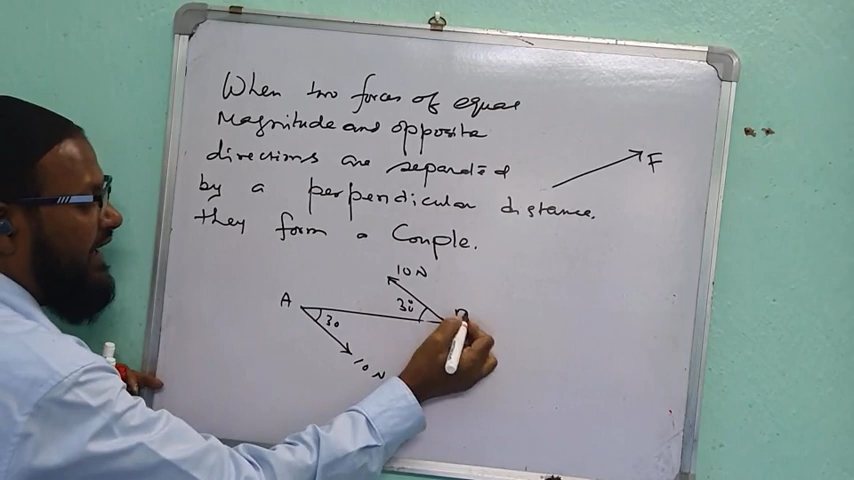 When two forces of equal
Magnitude and opposite
directions are separated
by a perpendicular distance.
they form a Couple.
F
10 N
A
30
30
10 N